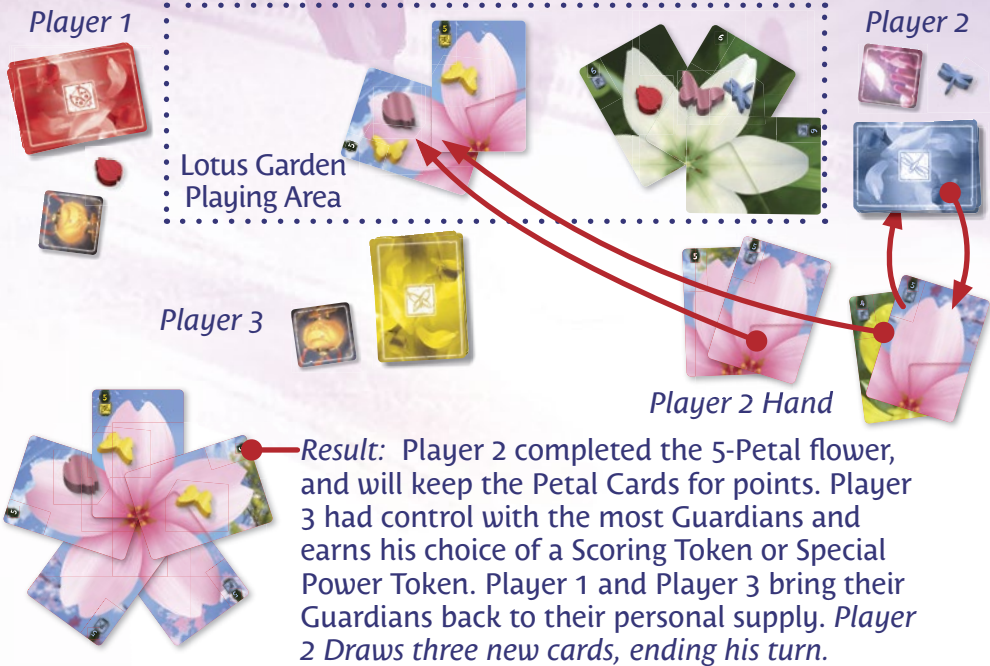 Player 1
Player 2
Lotus Garden
Playing Area
Player 3
Player 2 Hand
Result: Player 2 completed the 5-Petal flower,
and will keep the Petal Cards for points. Player
3 had control with the most Guardians and
earns his choice of a Scoring Token or Special
Power Token. Player 1 and Player 3 bring their
Guardians back to their personal supply. Player
2 Draws three new cards, ending his turn.